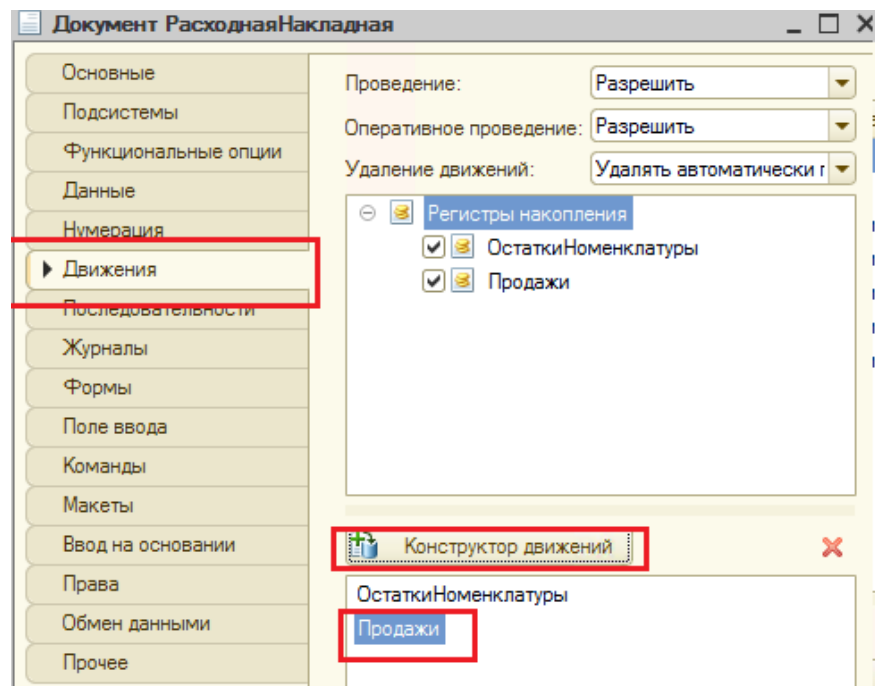 Документ РасходнаяНакладная
Основные
Подсистемы
Функциональные опции
Данные
Нумерация
Движения
Последовательности
Журналы
Формы
Поле ввода
Команды
Макеты
Ввод на основании
Права
Обмен данными
Прочее
Проведение: Разрешить
Оперативное проведение: Разрешить
Удаление движений: Удалять автоматически г
Регистры накопления
ОстаткиНоменклатуры
Продажи
Конструктор движений
ОстаткиНоменклатуры
Продажи